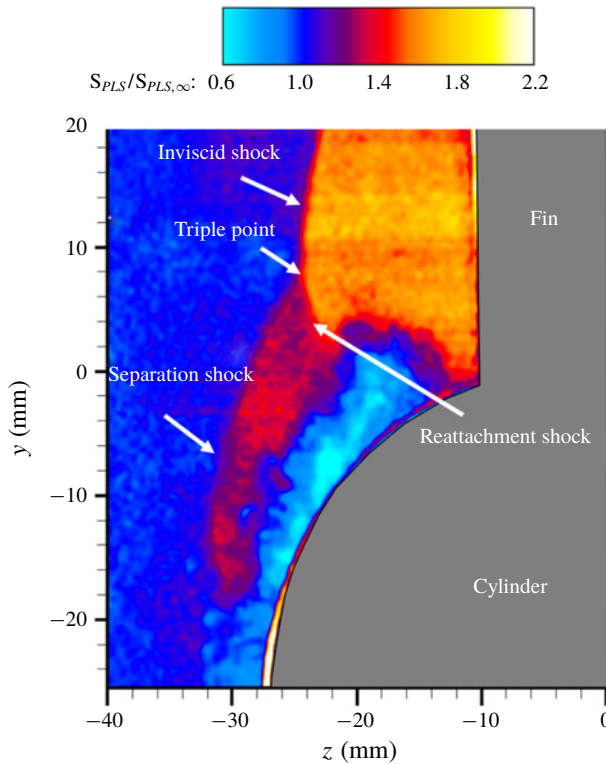 S_PLS/S_PLS,∞: 0.6 1.0 1.4 1.8 2.2
20
Inviscid shock
Triple point
Fin
10
0
Separation shock
y (mm)
Reattachment shock
−10
Cylinder
−20
−40 −30 −20 −10 0
z (mm)